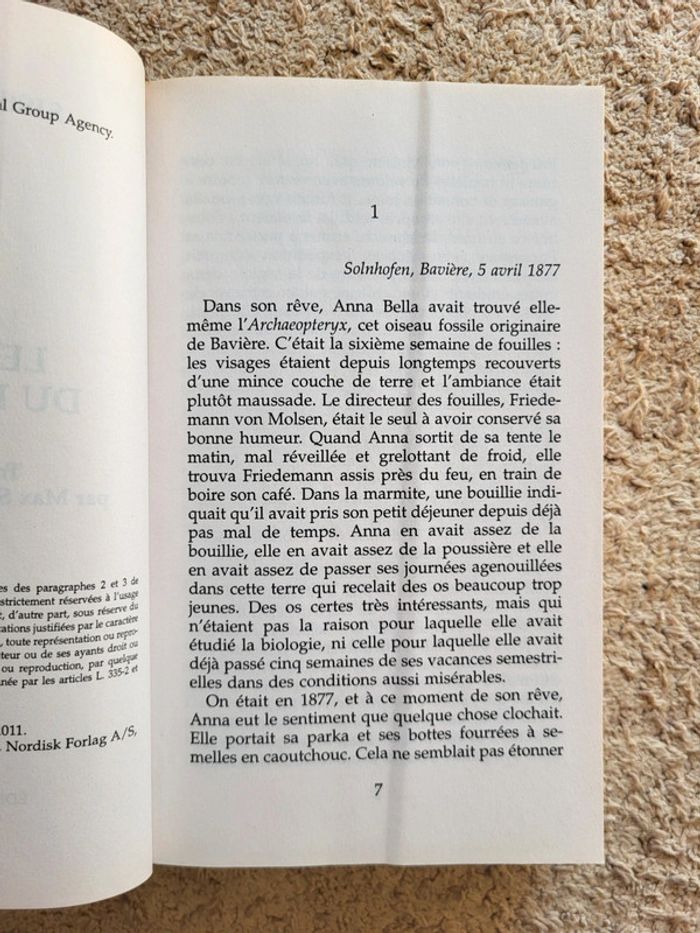 al Group Agency.
es des paragraphes 2 et 3 de
strictement réservées à l'usage
t, d'autre part, sous réserve du
ations justifiées par le caractère
, toute représentation ou repro-
teur ou de ses ayants droit ou
ou reproduction, par quelque
née par les articles L. 335-2 et
2011.
Nordisk Forlag A/S,
1
Solnhofen, Bavière, 5 avril 1877
Dans son rêve, Anna Bella avait trouvé elle-
même l'Archaeopteryx, cet oiseau fossile originaire
de Bavière. C'était la sixième semaine de fouilles :
les visages étaient depuis longtemps recouverts
d'une mince couche de terre et l'ambiance était
plutôt maussade. Le directeur des fouilles, Friede-
mann von Molsen, était le seul à avoir conservé sa
bonne humeur. Quand Anna sortit de sa tente le
matin, mal réveillée et grelottant de froid, elle
trouva Friedemann assis près du feu, en train de
boire son café. Dans la marmite, une bouillie indi-
quait qu'il avait pris son petit déjeuner depuis déjà
pas mal de temps. Anna en avait assez de la
bouillie, elle en avait assez de la poussière et elle
en avait assez de passer ses journées agenouillées
dans cette terre qui recelait des os beaucoup trop
jeunes. Des os certes très intéressants, mais qui
n'étaient pas la raison pour laquelle elle avait
étudié la biologie, ni celle pour laquelle elle avait
déjà passé cinq semaines de ses vacances semestri-
elles dans des conditions aussi misérables.
On était en 1877, et à ce moment de son rêve,
Anna eut le sentiment que quelque chose clochait.
Elle portait sa parka et ses bottes fourrées à se-
melles en caoutchouc. Cela ne semblait pas étonner
7